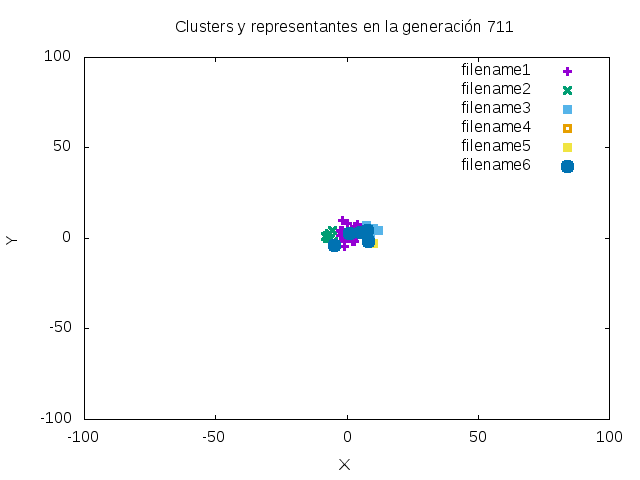 Clusters y representantes en la generación 711
100
50
0
-50
-100
-100
-50
0
50
100
Y
X
filename1
filename2
filename3
filename4
filename5
filename6